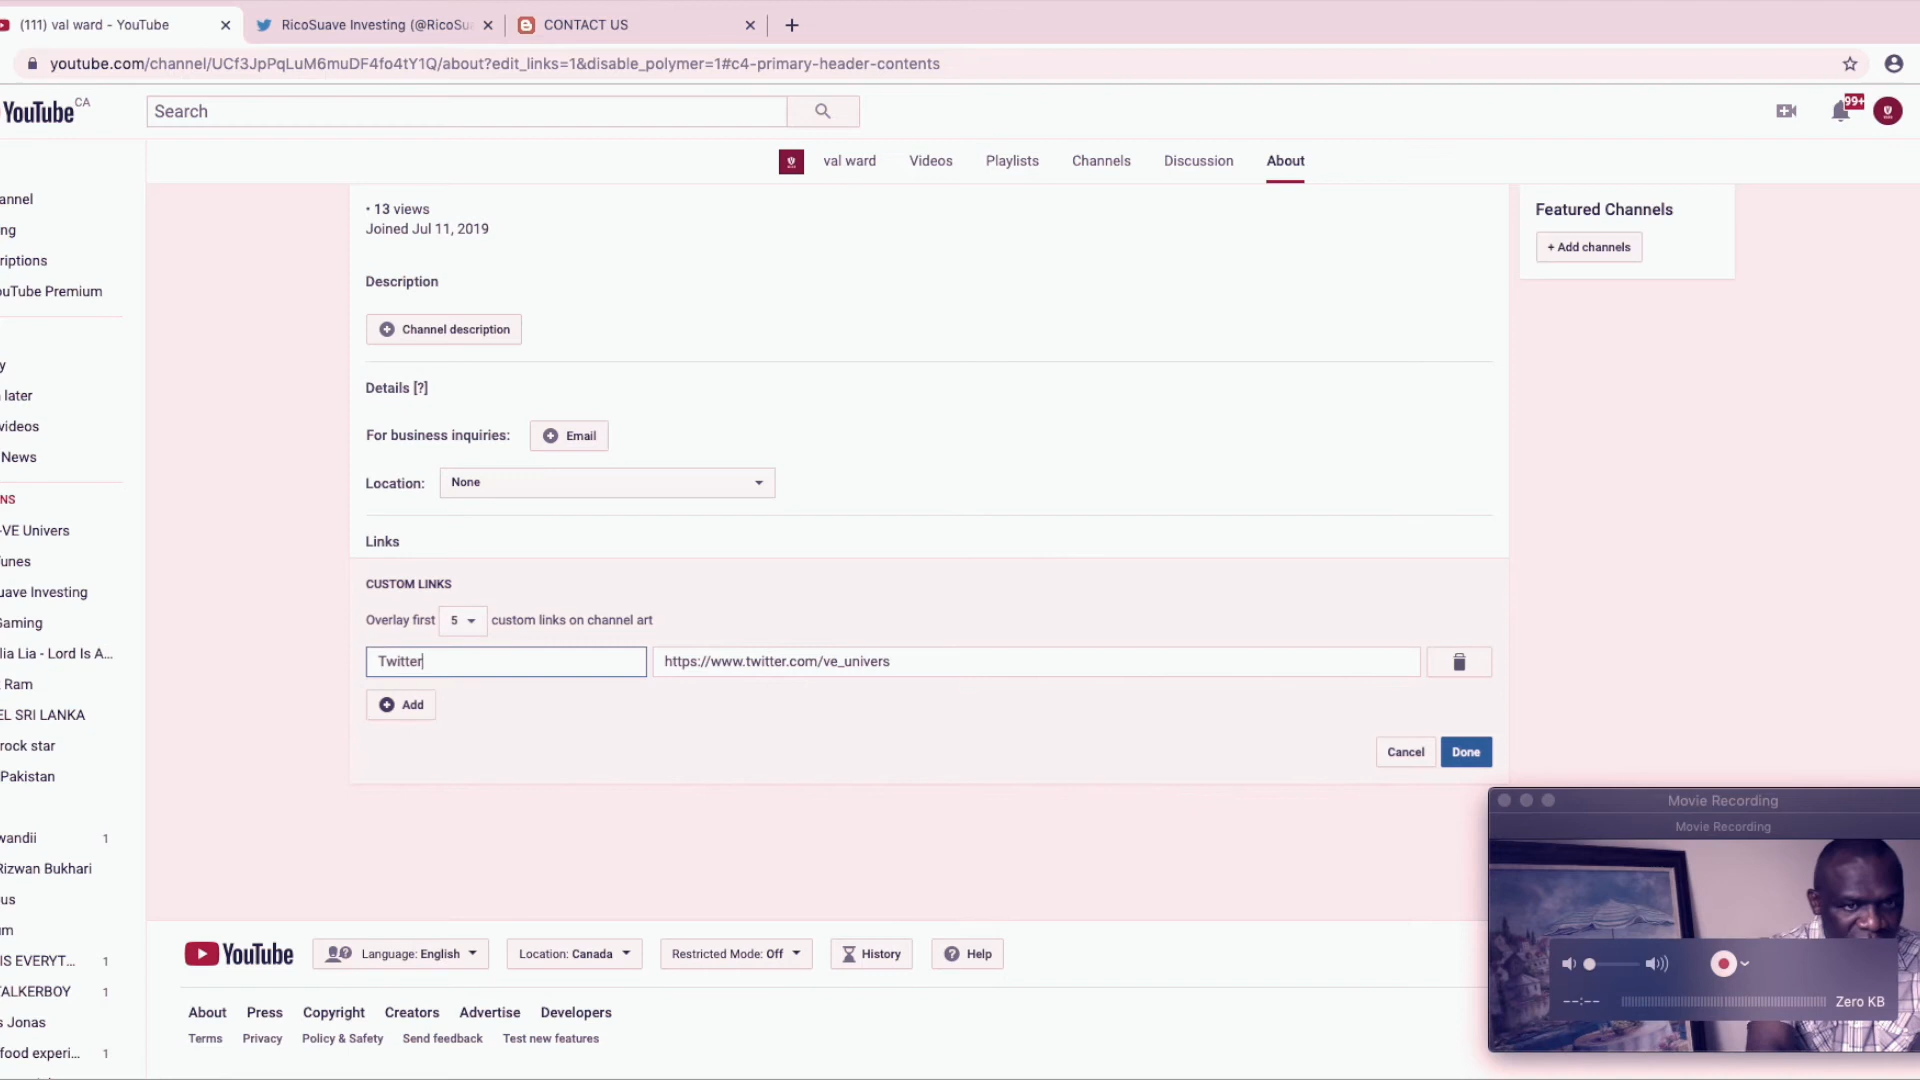 (111) val ward - YouTube
RicoSuave Investing (@RicoSu
CONTACT US
youtube.com/channel/UCf3JpPqLuM6muDF4fo4tY1Q/about?edit_links=1&disable_polymer=1#c4-primary-header-contents
YouTube CA
Search
99+
val ward
Videos
Playlists
Channels
Discussion
About
annel
ng
riptions
ouTube Premium
y
later
videos
News
NS
-VE Univers
unes
uave Investing
Gaming
lia Lia - Lord Is A...
Ram
EL SRI LANKA
rock star
Pakistan
wandii 1
Rizwan Bukhari
us
um
IS EVERYT... 1
TALKERBOY 1
s Jonas
food experi... 1
• 13 views
Joined Jul 11, 2019
Description
Channel description
Details [?]
For business inquiries:
Email
Location:
None
Links
CUSTOM LINKS
Overlay first 5 custom links on channel art
Twitter
https://www.twitter.com/ve_univers
Add
Cancel
Done
Featured Channels
+ Add channels
Movie Recording
Movie Recording
--:--
Zero KB
YouTube
Language: English
Location: Canada
Restricted Mode: Off
History
Help
About
Press
Copyright
Creators
Advertise
Developers
Terms
Privacy
Policy & Safety
Send feedback
Test new features